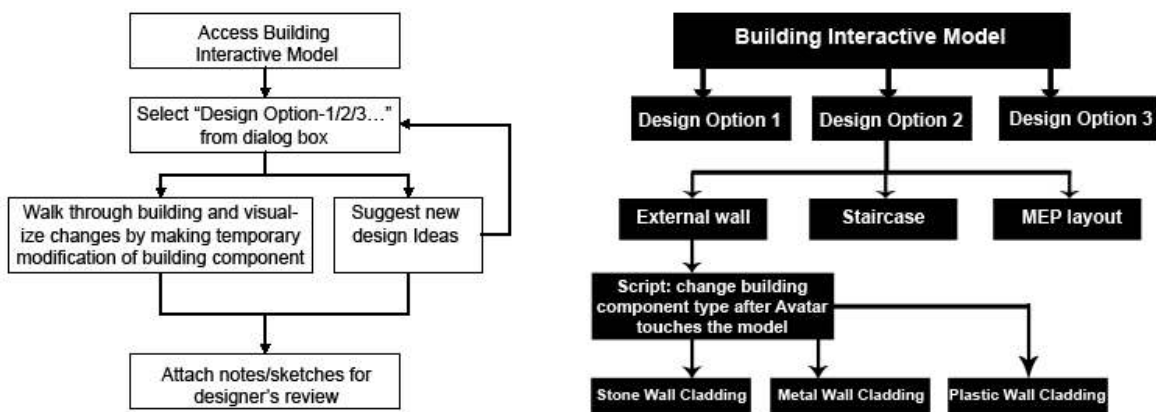 Access Building
Interactive Model
Select “Design Option-1/2/3...”
from dialog box
Walk through building and visual-
ize changes by making temporary
modification of building component
Suggest new
design Ideas
Attach notes/sketches for
designer’s review
Building Interactive Model
Design Option 1
Design Option 2
Design Option 3
External wall
Staircase
MEP layout
Script: change building
component type after Avatar
touches the model
Stone Wall Cladding
Metal Wall Cladding
Plastic Wall Cladding